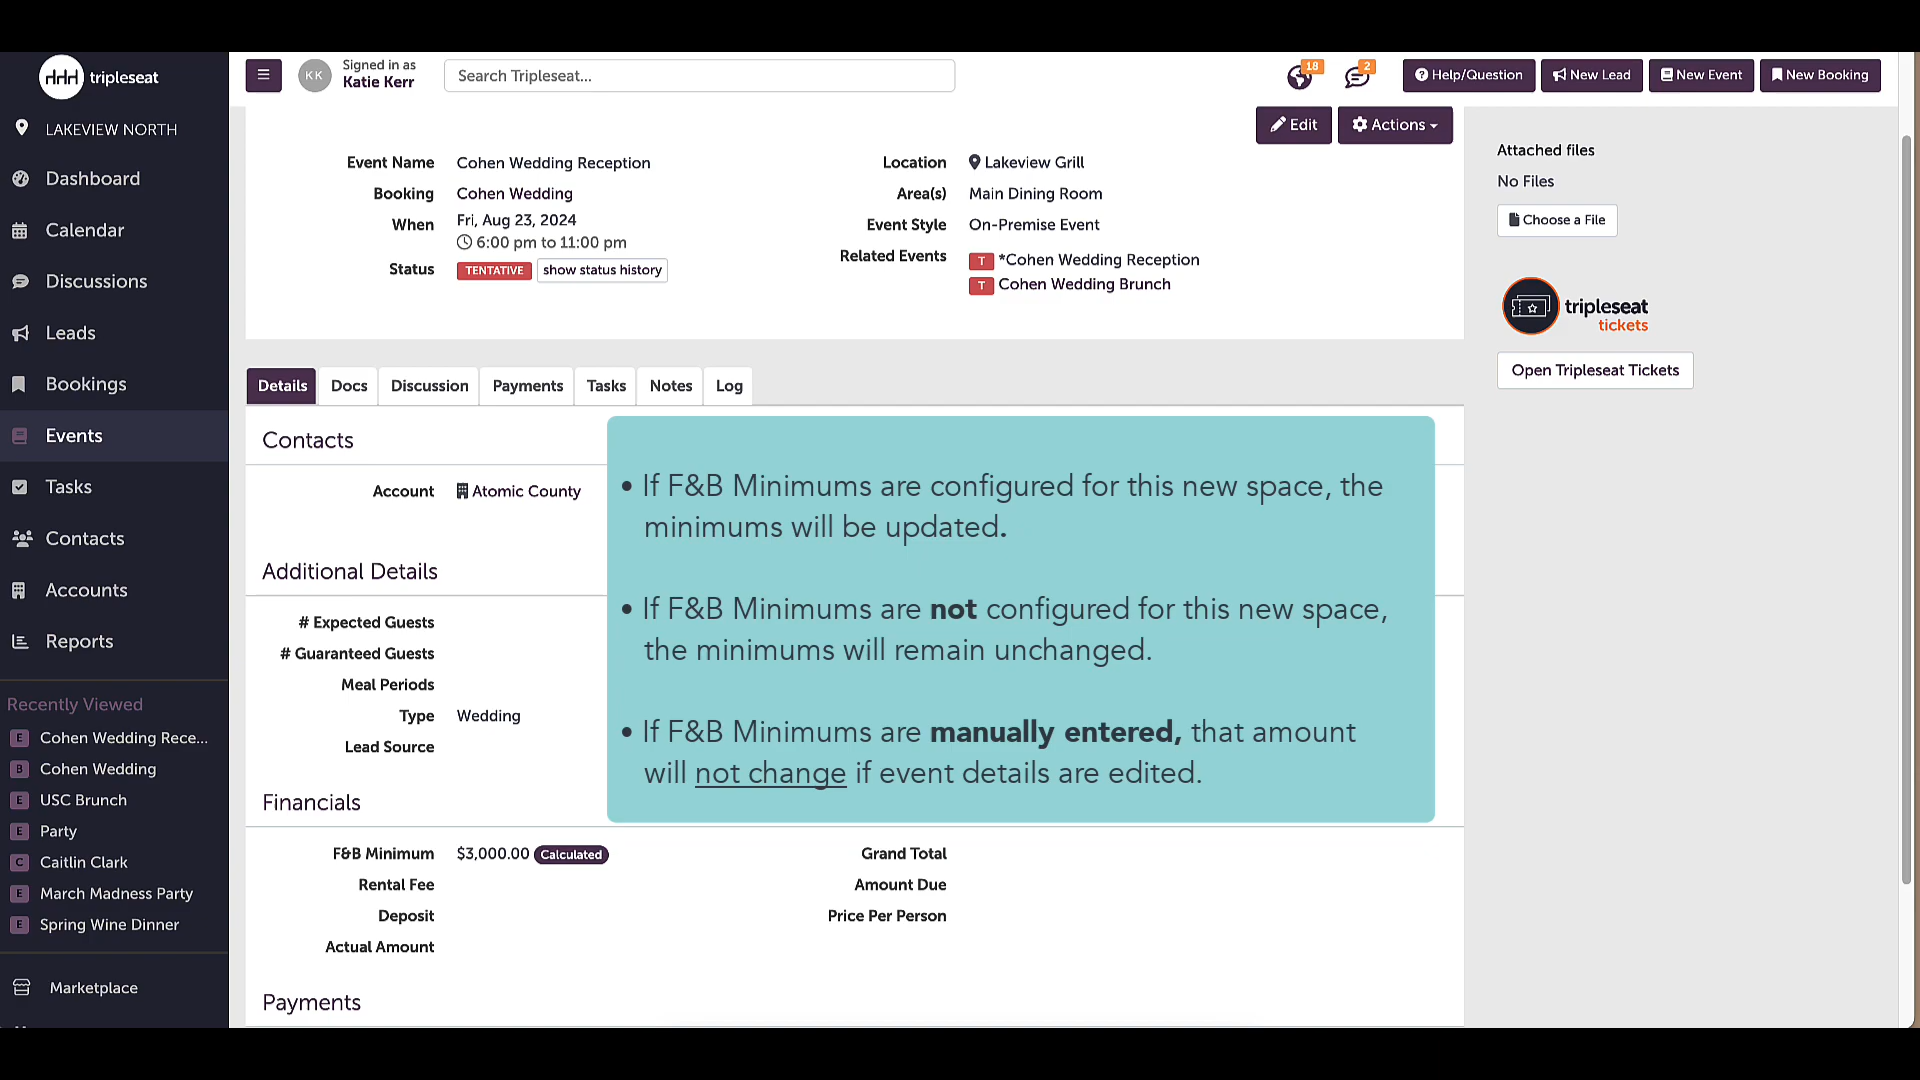 tripleseat
Signed in as
KK
Katie Kerr
Search Tripleseat...
18
2
Help/Question
New Lead
New Event
New Booking
LAKEVIEW NORTH
Dashboard
Calendar
Discussions
Leads
Bookings
Events
Tasks
Contacts
Accounts
Reports
Recently Viewed
E Cohen Wedding Rece...
B Cohen Wedding
E USC Brunch
E Party
C Caitlin Clark
E March Madness Party
E Spring Wine Dinner
Marketplace
Edit
Actions
Event Name Cohen Wedding Reception
Booking Cohen Wedding
When Fri, Aug 23, 2024
6:00 pm to 11:00 pm
Status TENTATIVE show status history
Location Lakeview Grill
Area(s) Main Dining Room
Event Style On-Premise Event
Related Events T *Cohen Wedding Reception
T Cohen Wedding Brunch
Attached files
No Files
Choose a File
tripleseat
tickets
Open Tripleseat Tickets
Details Docs Discussion Payments Tasks Notes Log
Contacts
Account Atomic County
Additional Details
# Expected Guests
# Guaranteed Guests
Meal Periods
Type Wedding
Lead Source
• If F&B Minimums are configured for this new space, the
minimums will be updated.
• If F&B Minimums are not configured for this new space,
the minimums will remain unchanged.
• If F&B Minimums are manually entered, that amount
will not change if event details are edited.
Financials
F&B Minimum $3,000.00 Calculated
Rental Fee
Deposit
Actual Amount
Grand Total
Amount Due
Price Per Person
Payments